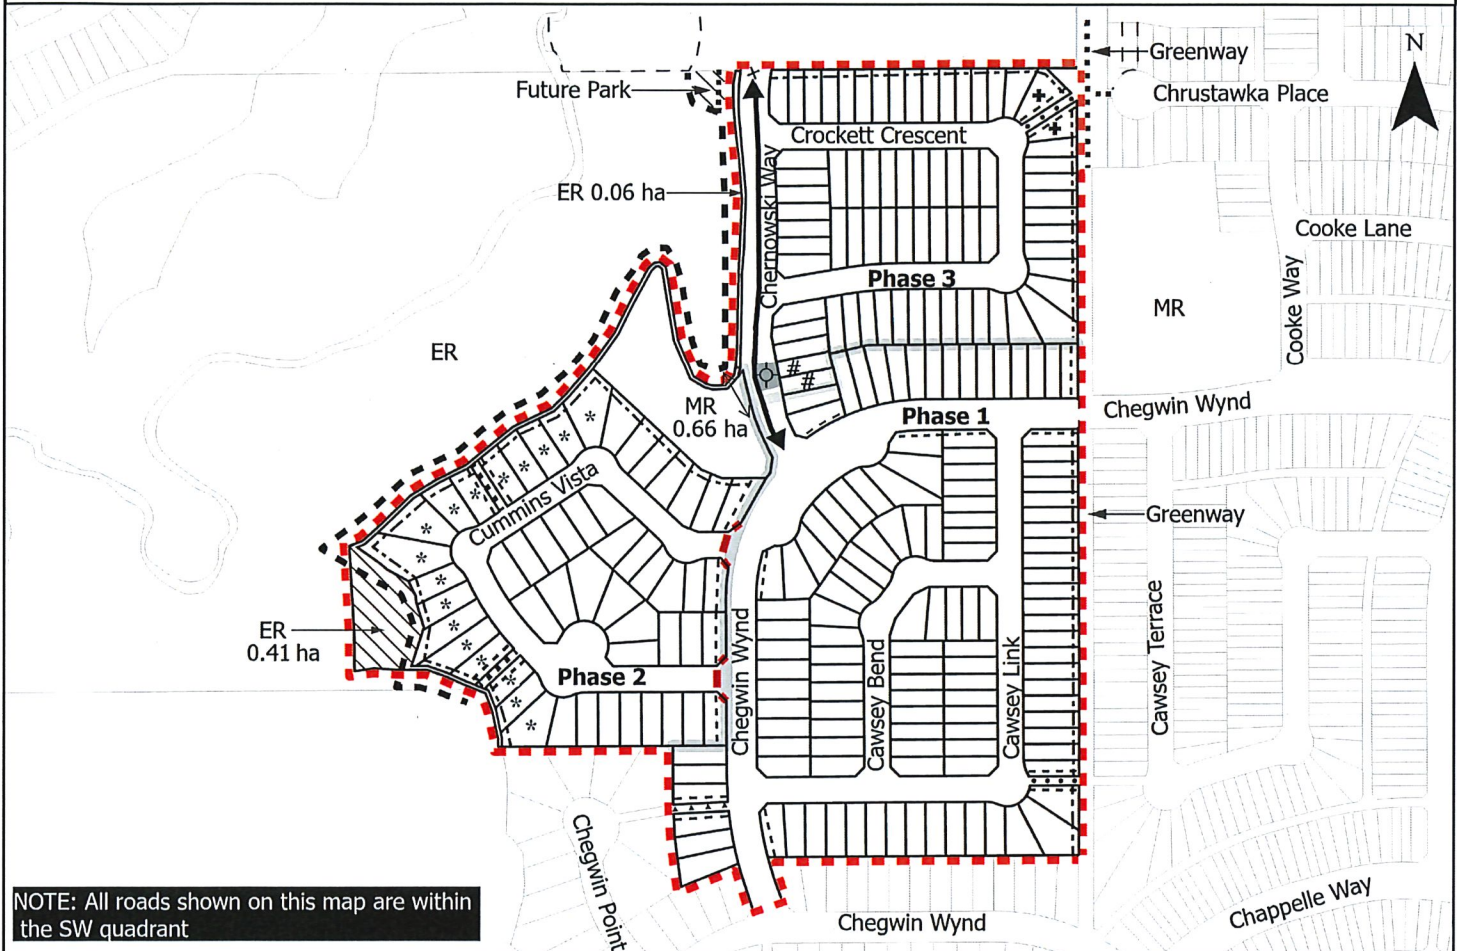 Greenway
N
Future Park
Chrustawka Place
Crockett Crescent
ER 0.06 ha
Chernowski Way
Cooke Lane
Phase 3
MR
Cooke Way
ER
# #
MR
0.66 ha
Phase 1
Chegwin Wynd
Cummins Vista
Greenway
ER
0.41 ha
Phase 2
Chegwin Wynd
Cawsey Bend
Cawsey Link
Cawsey Terrace
Chegwin Point
Chappelle Way
Chegwin Wynd
NOTE: All roads shown on this map are within
the SW quadrant